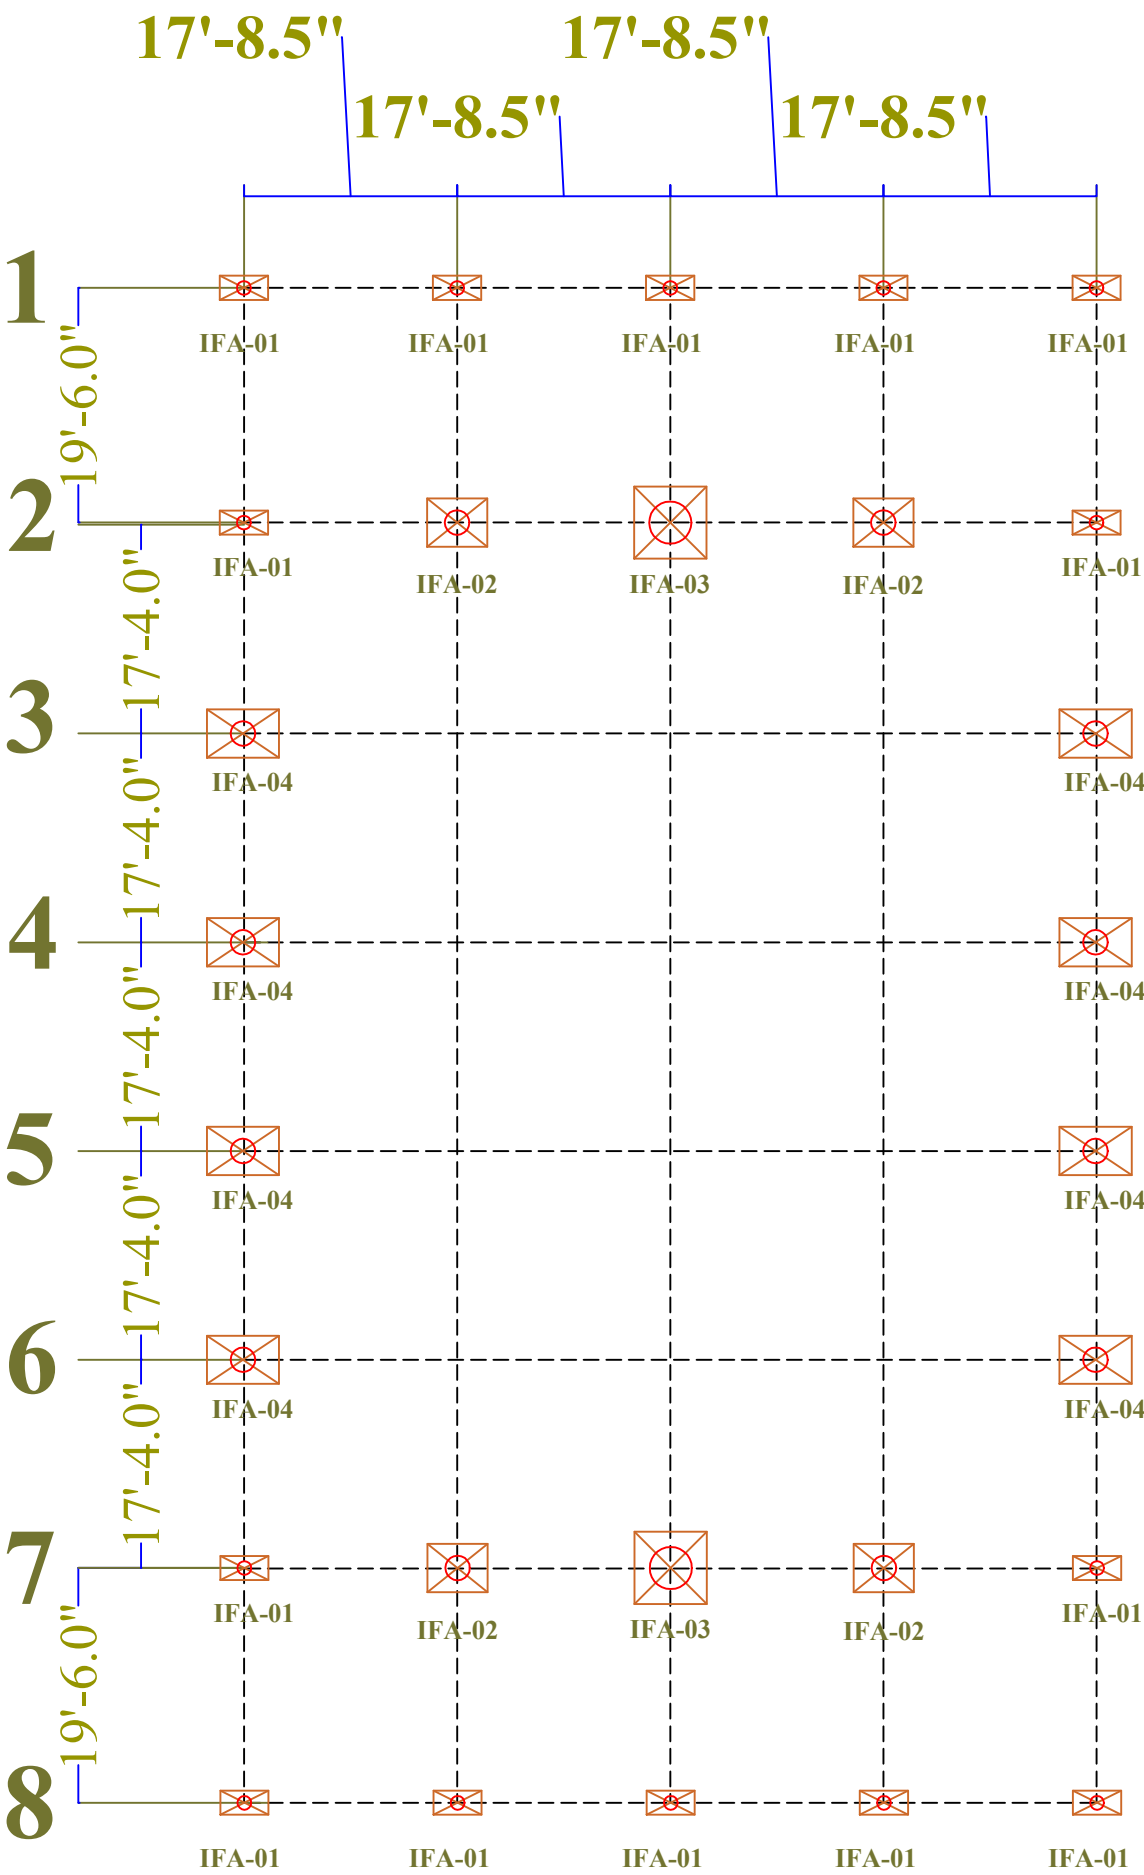 17'-8.5" 17'-8.5"
17'-8.5" 17'-8.5"
1
IFA-01 IFA-01 IFA-01 IFA-01 IFA-01
19'-6.0"
2
IFA-01 IFA-02 IFA-03 IFA-02 IFA-01
17'-4.0"
3
IFA-04 IFA-04
17'-4.0"
4
IFA-04 IFA-04
17'-4.0"
5
IFA-04 IFA-04
17'-4.0"
6
IFA-04 IFA-04
17'-4.0"
7
IFA-01 IFA-02 IFA-03 IFA-02 IFA-01
19'-6.0"
8
IFA-01 IFA-01 IFA-01 IFA-01 IFA-01